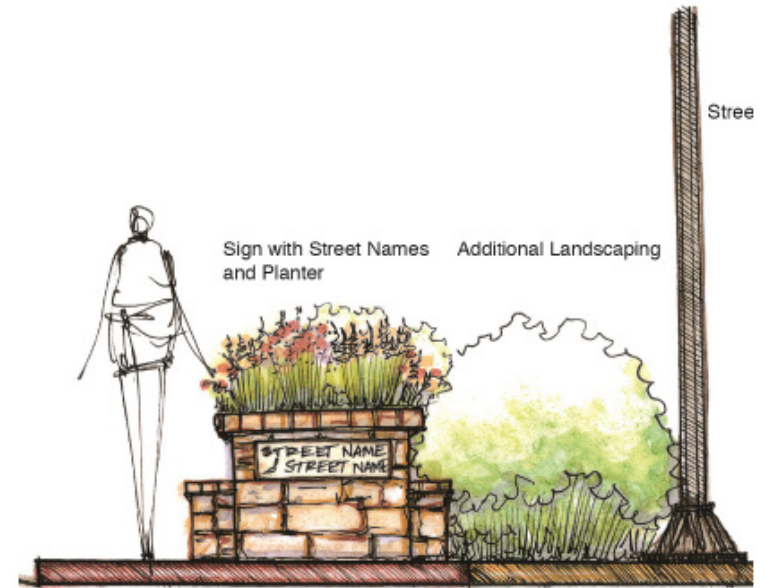 Stree
Sign with Street Names
and Planter
Additional Landscaping
STREET NAME
& STREET NAME